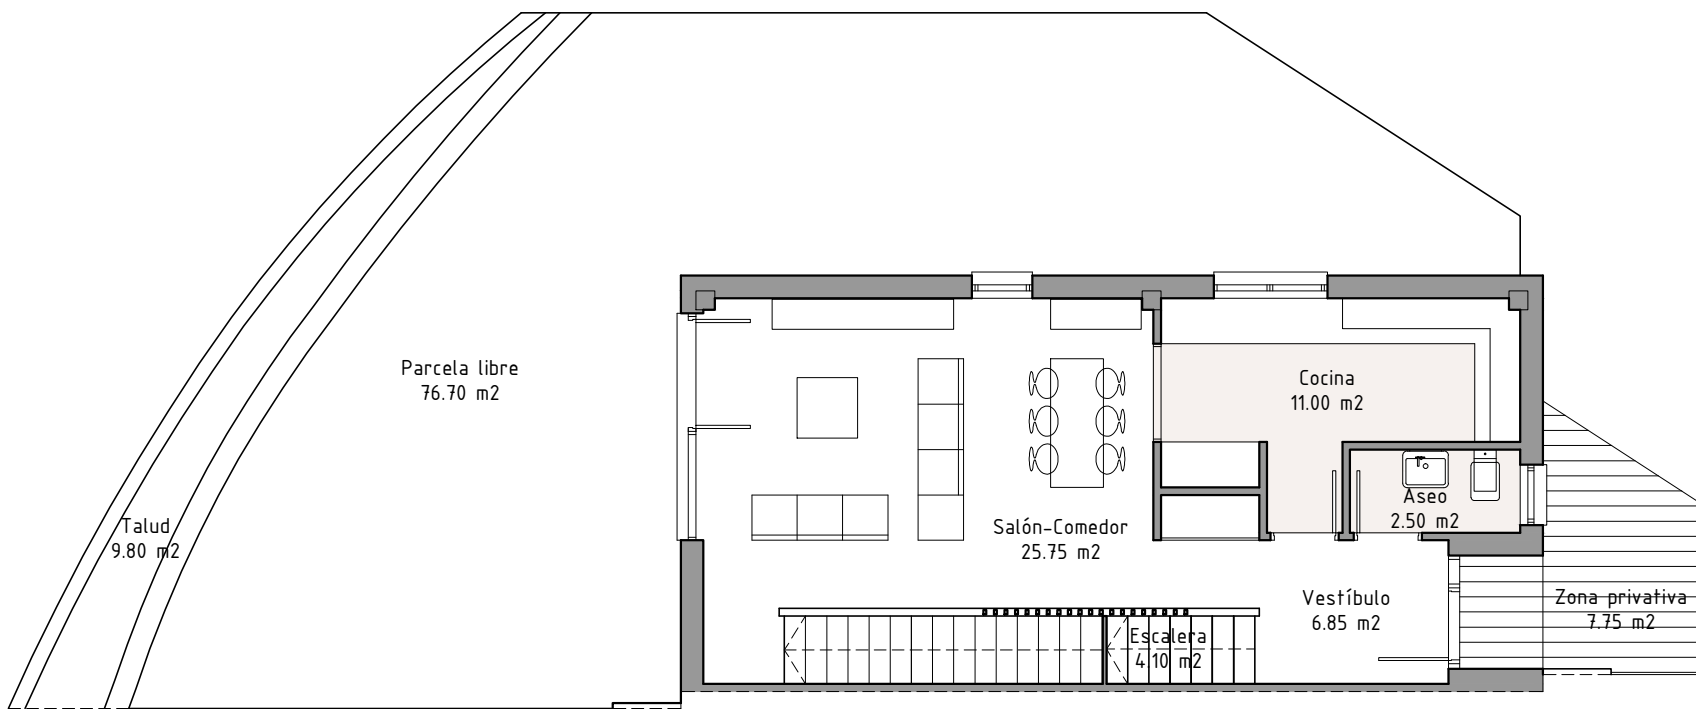 Parcela libre
76.70 m2
Talud
9.80 m2
Cocina
11.00 m2
Aseo
2.50 m2
Salón-Comedor
25.75 m2
Vestíbulo
6.85 m2
Zona privativa
7.75 m2
Escalera
4.10 m2